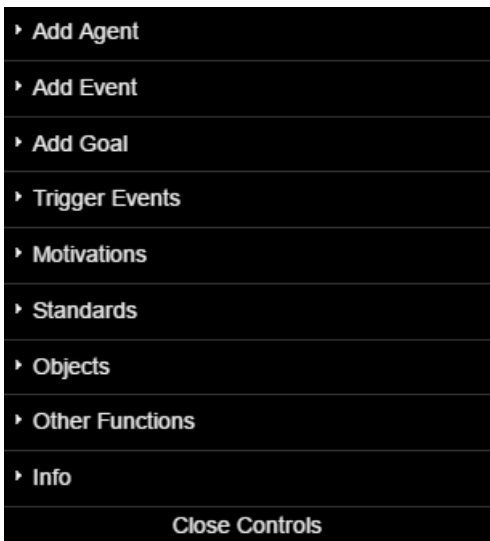 Add Agent
Add Event
Add Goal
Trigger Events
Motivations
Standards
Objects
Other Functions
Info
Close Controls